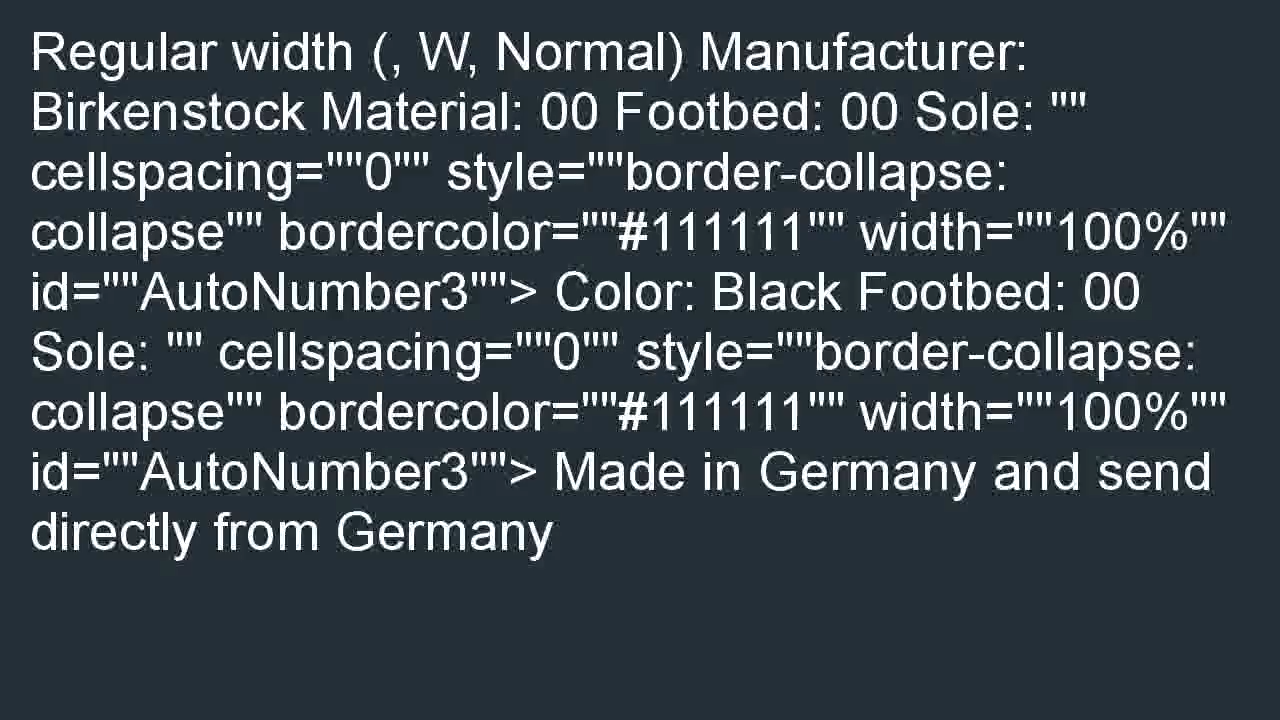 Regular width (, W, Normal) Manufacturer:
Birkenstock Material: 00 Footbed: 00 Sole: ""
cellspacing=""0"" style=""border-collapse:
collapse"" bordercolor=""#111111"" width=""100%""
id=""AutoNumber3""> Color: Black Footbed: 00
Sole: "" cellspacing=""0"" style=""border-collapse:
collapse"" bordercolor=""#111111"" width=""100%""
id=""AutoNumber3""> Made in Germany and send
directly from Germany